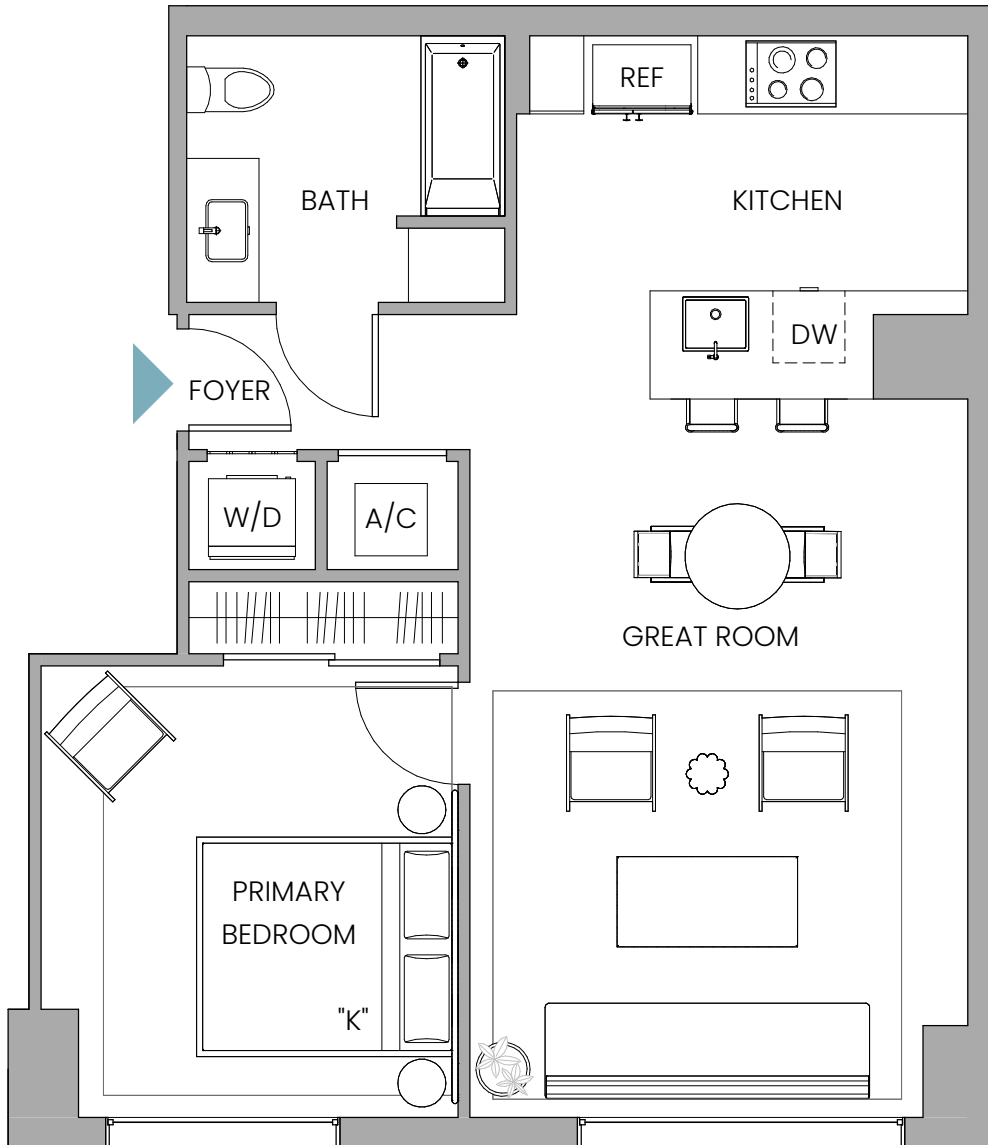 REF
BATH
KITCHEN
DW
FOYER
W/D
A/C
GREAT ROOM
PRIMARY
BEDROOM
"K"